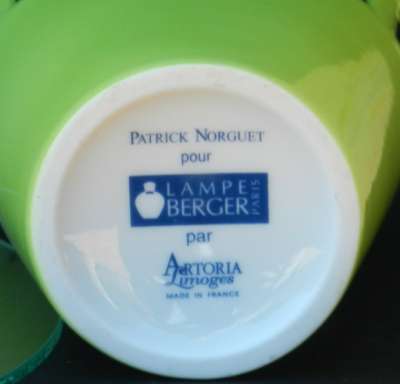 PATRICK NORGUET
pour
LAMPE
BERGER
PARIS
par
ARTORIA
Limoges
MADE IN FRANCE